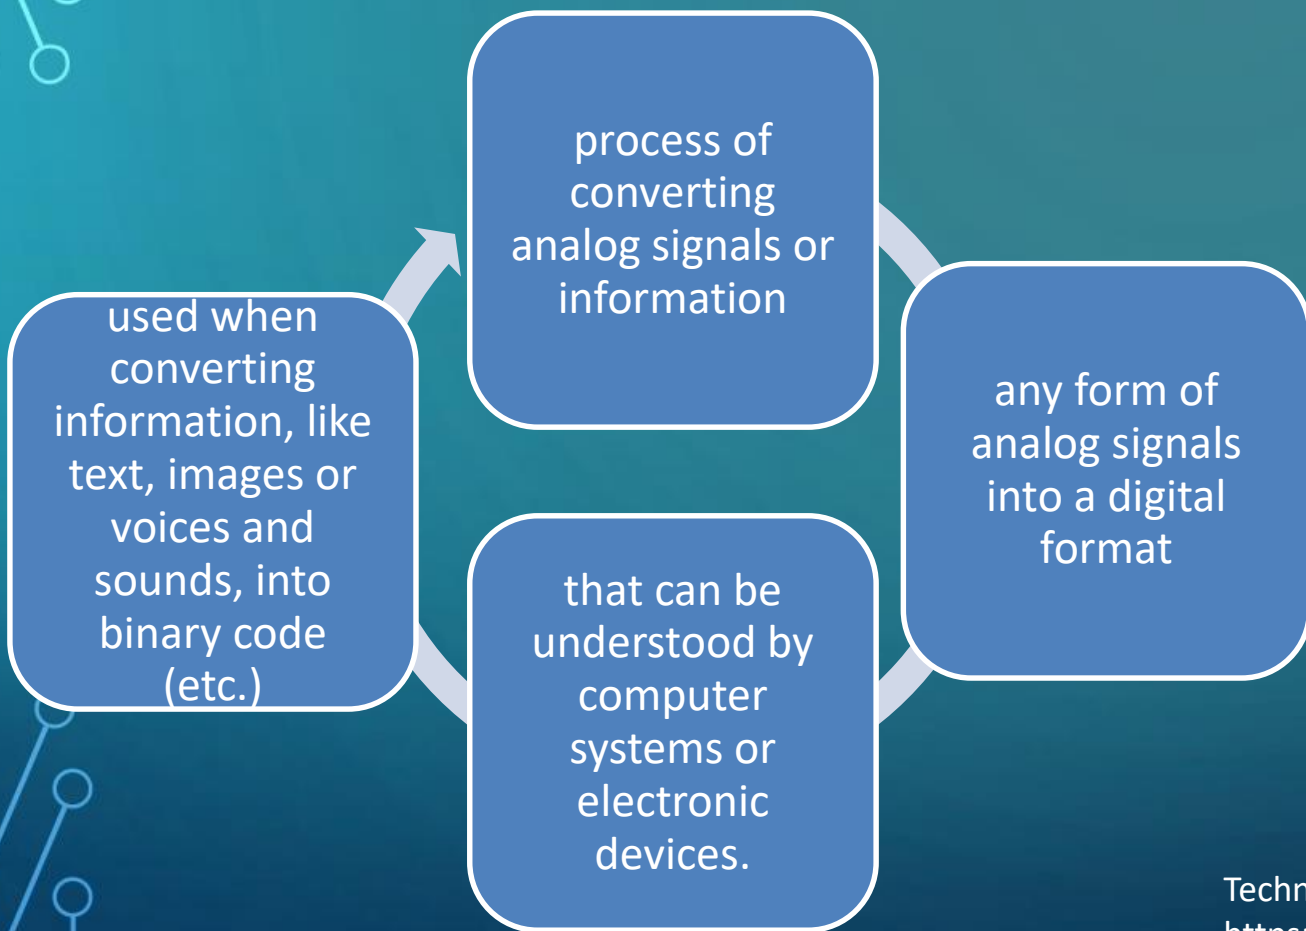 process of
converting
analog signals or
information
any form of
analog signals
into a digital
format
that can be
understood by
computer
systems or
electronic
devices.
used when
converting
information, like
text, images or
voices and
sounds, into
binary code
(etc.)